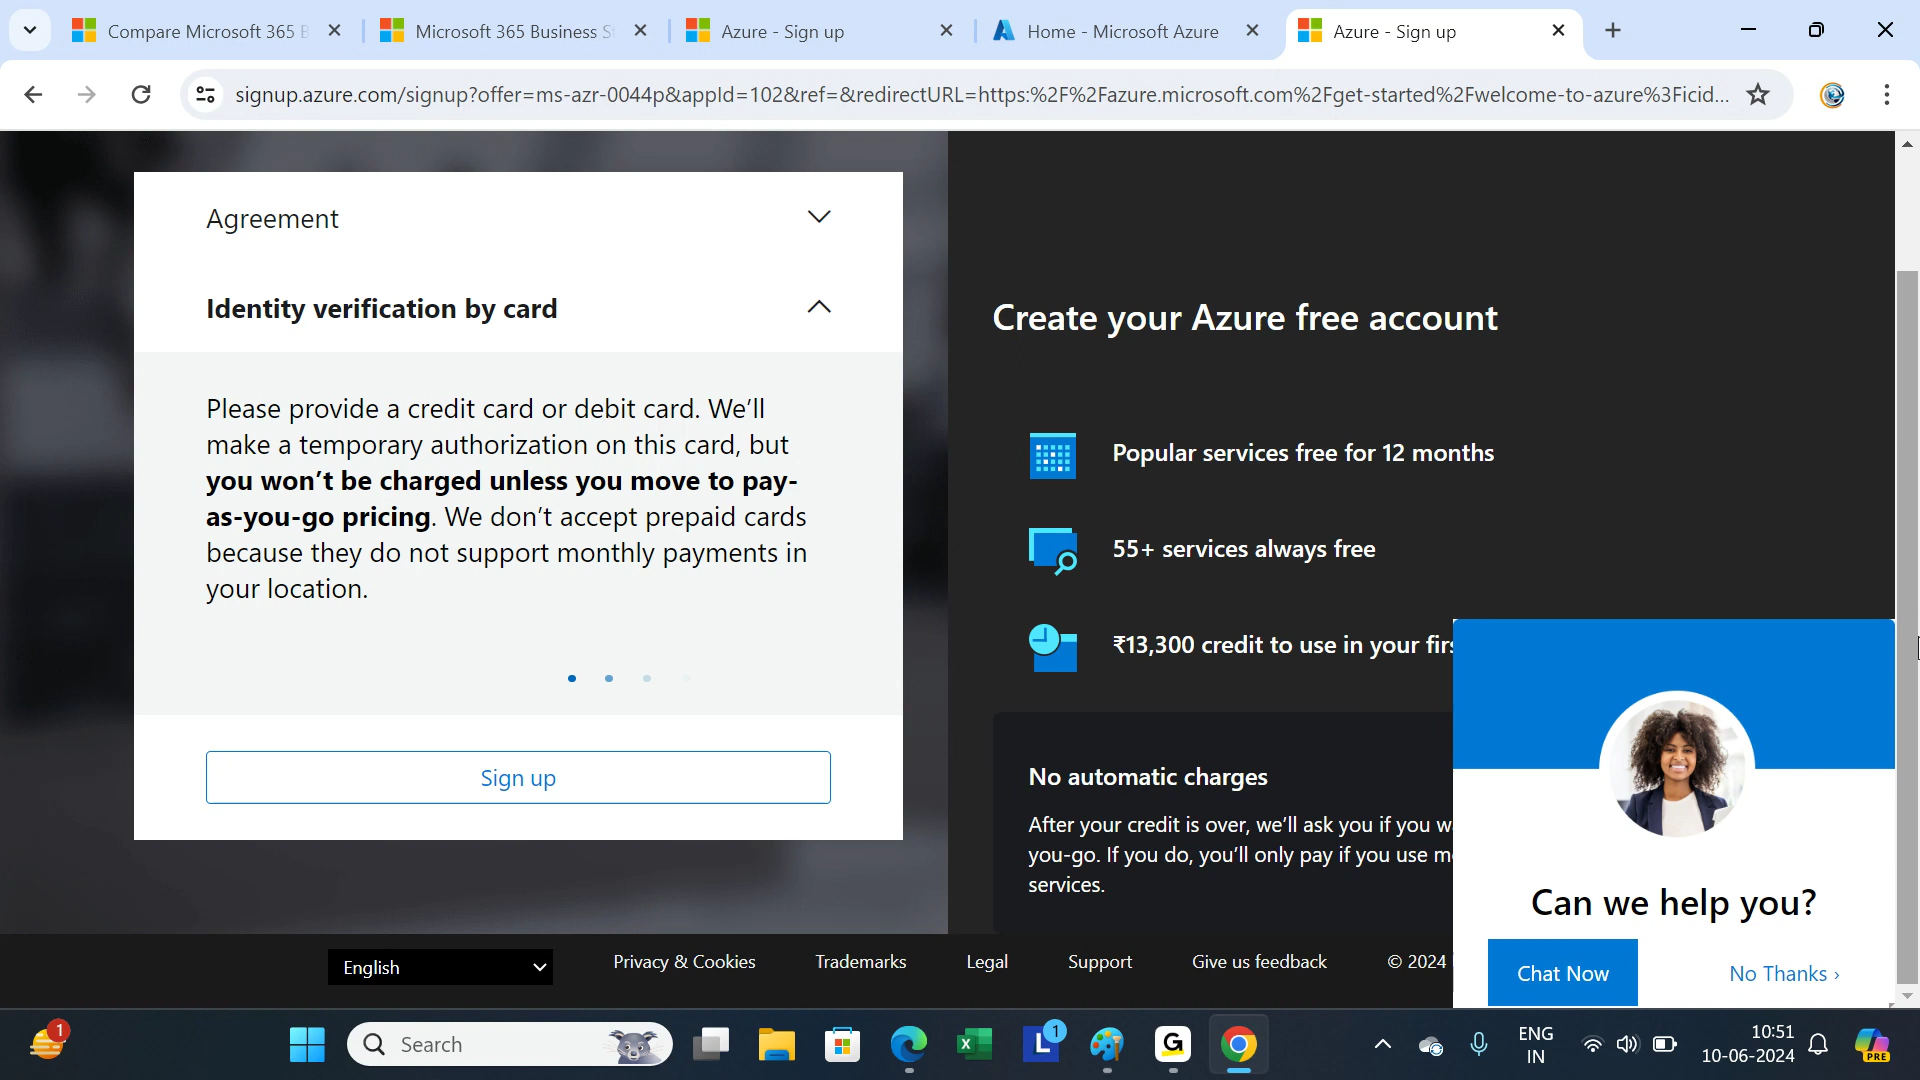 Compare Microsoft 365 B
Microsoft 365 Business S
Azure - Sign up
Home - Microsoft Azure
Azure - Sign up
signup.azure.com/signup?offer=ms-azr-0044p&appId=102&ref=&redirectURL=https:%2F%2Fazure.microsoft.com%2Fget-started%2Fwelcome-to-azure%3Ficid...
Agreement
Identity verification by card
Please provide a credit card or debit card. We’ll
make a temporary authorization on this card, but
you won’t be charged unless you move to pay-
as-you-go pricing. We don’t accept prepaid cards
because they do not support monthly payments in
your location.
Sign up
Create your Azure free account
Popular services free for 12 months
55+ services always free
₹13,300 credit to use in your firs
No automatic charges
After your credit is over, we’ll ask you if you w
you-go. If you do, you’ll only pay if you use m
services.
Can we help you?
Chat Now
No Thanks ›
English
Privacy & Cookies
Trademarks
Legal
Support
Give us feedback
© 2024
1
Search
X
L
1
G
ENG
IN
10:51
10-06-2024
PRE